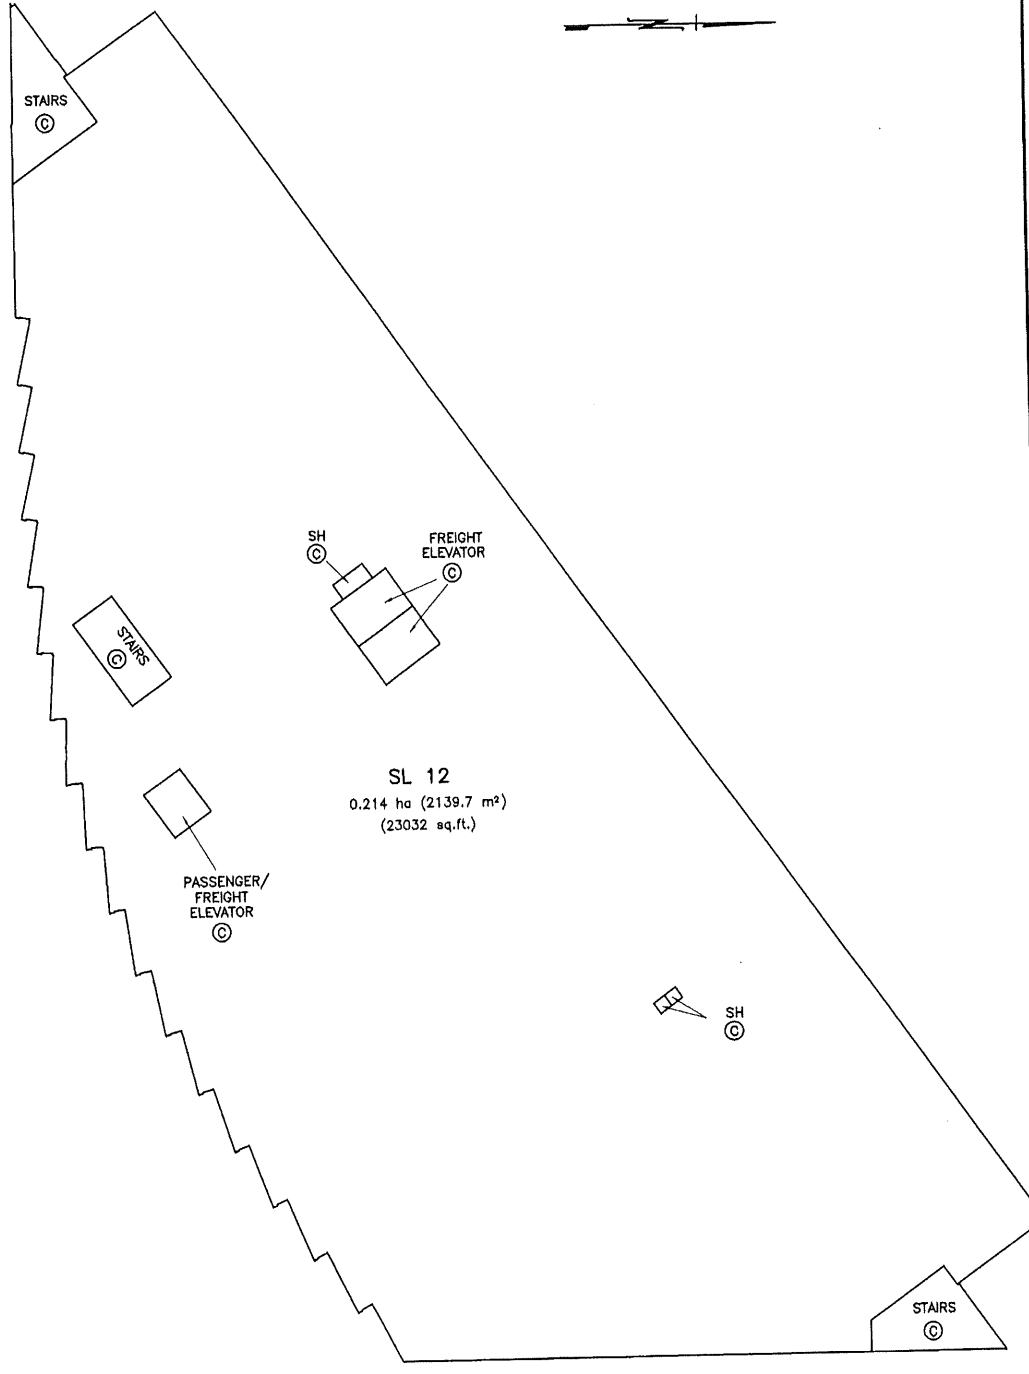 N
STAIRS
©
SH
©
FREIGHT
ELEVATOR
©
STAIRS
©
SL 12
0.214 ha (2139.7 m²)
(23032 sq.ft.)
PASSENGER/
FREIGHT
ELEVATOR
©
SH
©
STAIRS
©